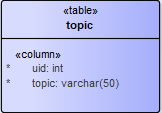 «table»
topic
«column»
* uid: int
* topic: varchar(50)